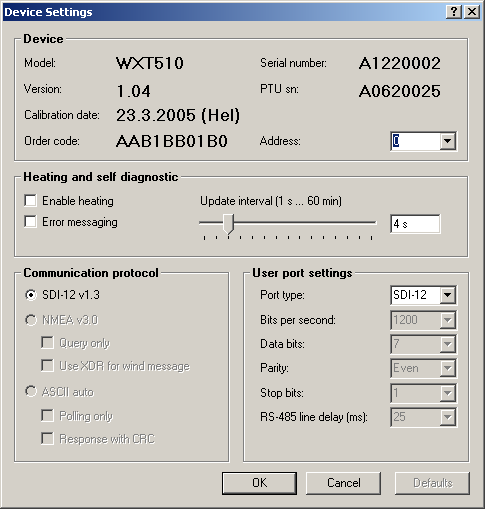 Device Settings
Device
Model: WXT510 Serial number: A1220002
Version: 1.04 PTU sn: A0620025
Calibration date: 23.3.2005 (Hel)
Order code: AAB1BB01B0 Address: 0
Heating and self diagnostic
Enable heating Update interval (1 s ... 60 min)
Error messaging 4 s
Communication protocol
SDI-12 v1.3
NMEA v3.0
Query only
Use XDR for wind message
ASCII auto
Polling only
Response with CRC
User port settings
Port type: SDI-12
Bits per second: 1200
Data bits: 7
Parity: Even
Stop bits: 1
RS-485 line delay (ms): 25
OK Cancel Defaults